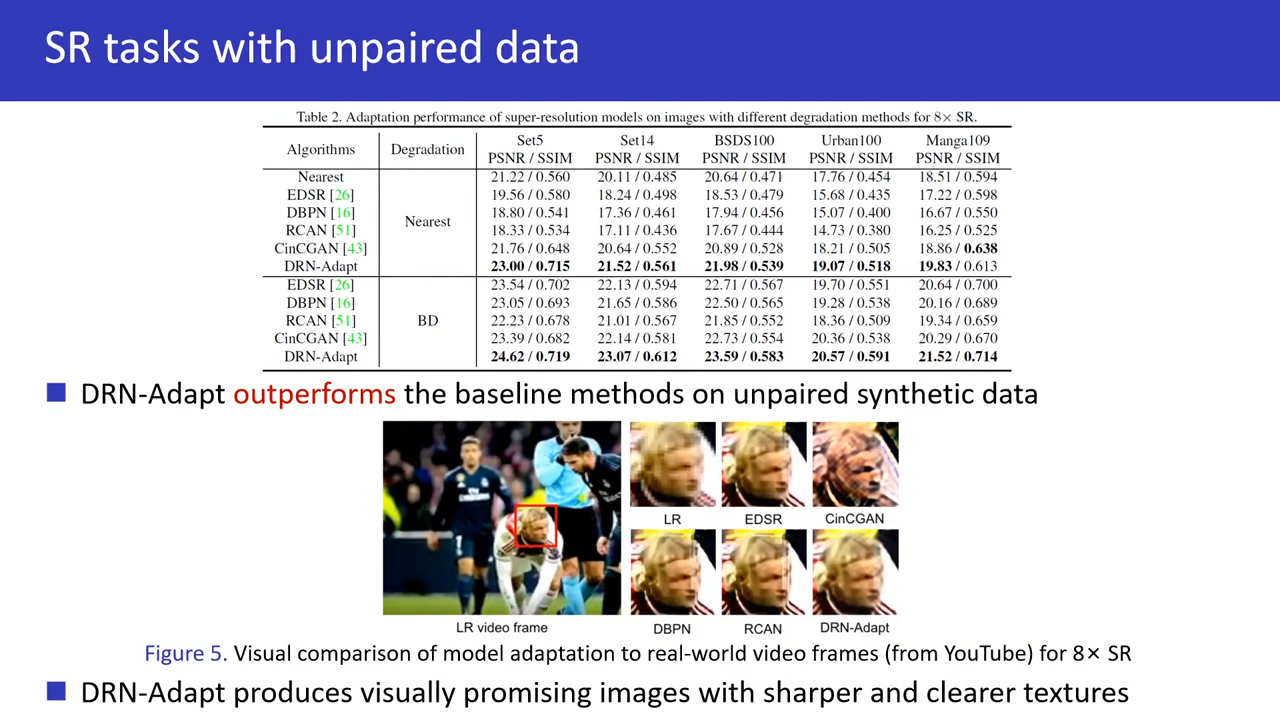 SR tasks with unpaired data
Table 2. Adaptation performance of super-resolution models on images with different degradation methods for 8× SR.
Algorithms Degradation Set5 Set14 BSDS100 Urban100 Manga109
PSNR / SSIM PSNR / SSIM PSNR / SSIM PSNR / SSIM PSNR / SSIM
Nearest 21.22 / 0.560 20.11 / 0.485 20.64 / 0.471 17.76 / 0.454 18.51 / 0.594
EDSR [26] 19.56 / 0.580 18.24 / 0.498 18.53 / 0.479 15.68 / 0.435 17.22 / 0.598
DBPN [16] Nearest 18.80 / 0.541 17.36 / 0.461 17.94 / 0.456 15.07 / 0.400 16.67 / 0.550
RCAN [51] 18.33 / 0.534 17.11 / 0.436 17.67 / 0.444 14.73 / 0.380 16.25 / 0.525
CinCGAN [43] 21.76 / 0.648 20.64 / 0.552 20.89 / 0.528 18.21 / 0.505 18.86 / 0.638
DRN-Adapt 23.00 / 0.715 21.52 / 0.561 21.98 / 0.539 19.07 / 0.518 19.83 / 0.613
EDSR [26] 23.54 / 0.702 22.13 / 0.594 22.71 / 0.567 19.70 / 0.551 20.64 / 0.700
DBPN [16] 23.05 / 0.693 21.65 / 0.586 22.50 / 0.565 19.28 / 0.538 20.16 / 0.689
RCAN [51] BD 22.23 / 0.678 21.01 / 0.567 21.85 / 0.552 18.36 / 0.509 19.34 / 0.659
CinCGAN [43] 23.39 / 0.682 22.14 / 0.581 22.73 / 0.554 20.36 / 0.538 20.29 / 0.670
DRN-Adapt 24.62 / 0.719 23.07 / 0.612 23.59 / 0.583 20.57 / 0.591 21.52 / 0.714
DRN-Adapt outperforms the baseline methods on unpaired synthetic data
LR EDSR CinCGAN
LR video frame DBPN RCAN DRN-Adapt
Figure 5. Visual comparison of model adaptation to real-world video frames (from YouTube) for 8× SR
DRN-Adapt produces visually promising images with sharper and clearer textures